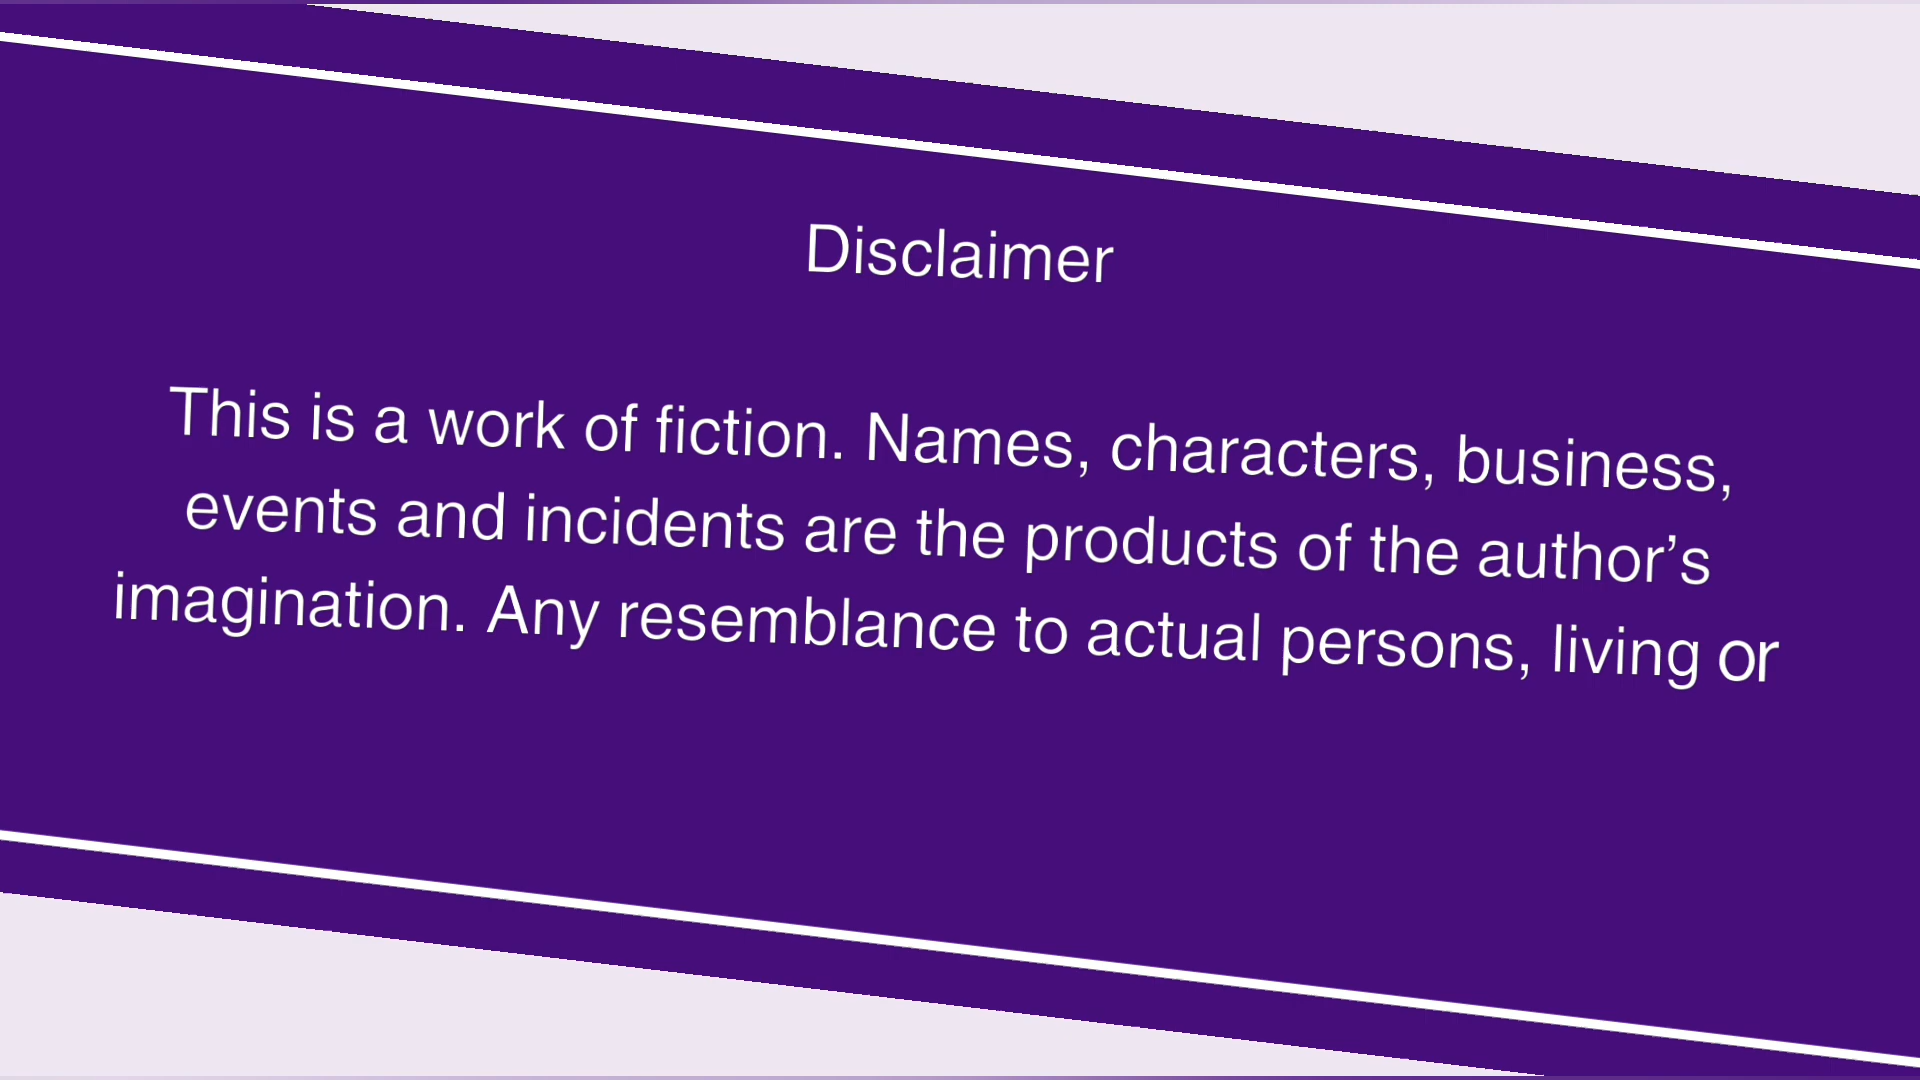 Disclaimer
This is a work of fiction. Names, characters, business,
events and incidents are the products of the author’s
imagination. Any resemblance to actual persons, living or